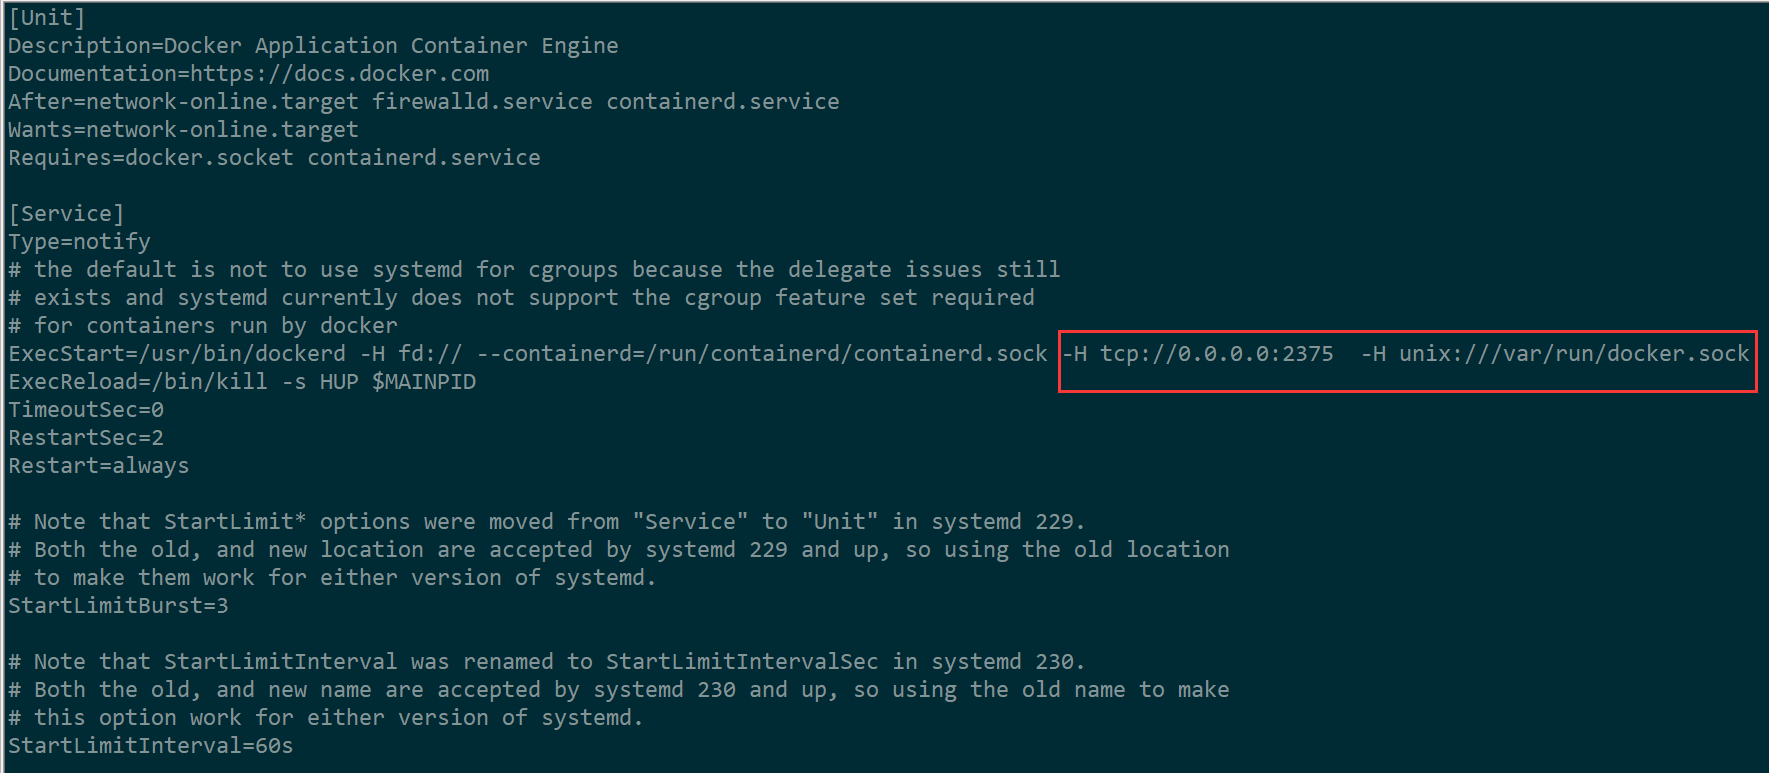 [Unit]
Description=Docker Application Container Engine
Documentation=https://docs.docker.com
After=network-online.target firewalld.service containerd.service
Wants=network-online.target
Requires=docker.socket containerd.service
[Service]
Type=notify
# the default is not to use systemd for cgroups because the delegate issues still
# exists and systemd currently does not support the cgroup feature set required
# for containers run by docker
ExecStart=/usr/bin/dockerd -H fd:// --containerd=/run/containerd/containerd.sock -H tcp://0.0.0.0:2375  -H unix:///var/run/docker.sock
ExecReload=/bin/kill -s HUP $MAINPID
TimeoutSec=0
RestartSec=2
Restart=always
# Note that StartLimit* options were moved from "Service" to "Unit" in systemd 229.
# Both the old, and new location are accepted by systemd 229 and up, so using the old location
# to make them work for either version of systemd.
StartLimitBurst=3
# Note that StartLimitInterval was renamed to StartLimitIntervalSec in systemd 230.
# Both the old, and new name are accepted by systemd 230 and up, so using the old name to make
# this option work for either version of systemd.
StartLimitInterval=60s